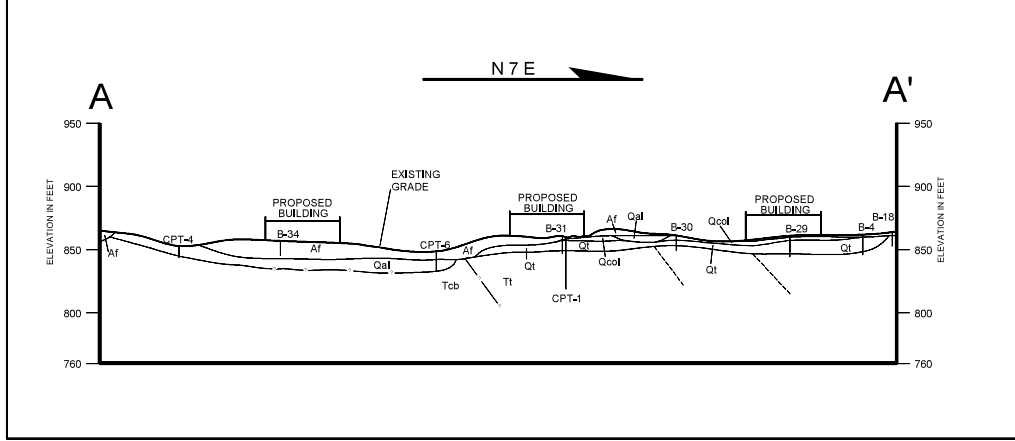 N 7 E
A
A'
950
950
ELEVATION IN FEET
ELEVATION IN FEET
900
900
850
850
800
800
760
760
EXISTING
GRADE
PROPOSED
BUILDING
PROPOSED
BUILDING
PROPOSED
BUILDING
Af
CPT-4
B-34
Af
Qal
CPT-6
Af
Tcb
Tt
Qt
B-31
CPT-1
Qt
Qcol
Af
Qal
B-30
Qcol
Qt
B-29
B-4
B-18
Qt